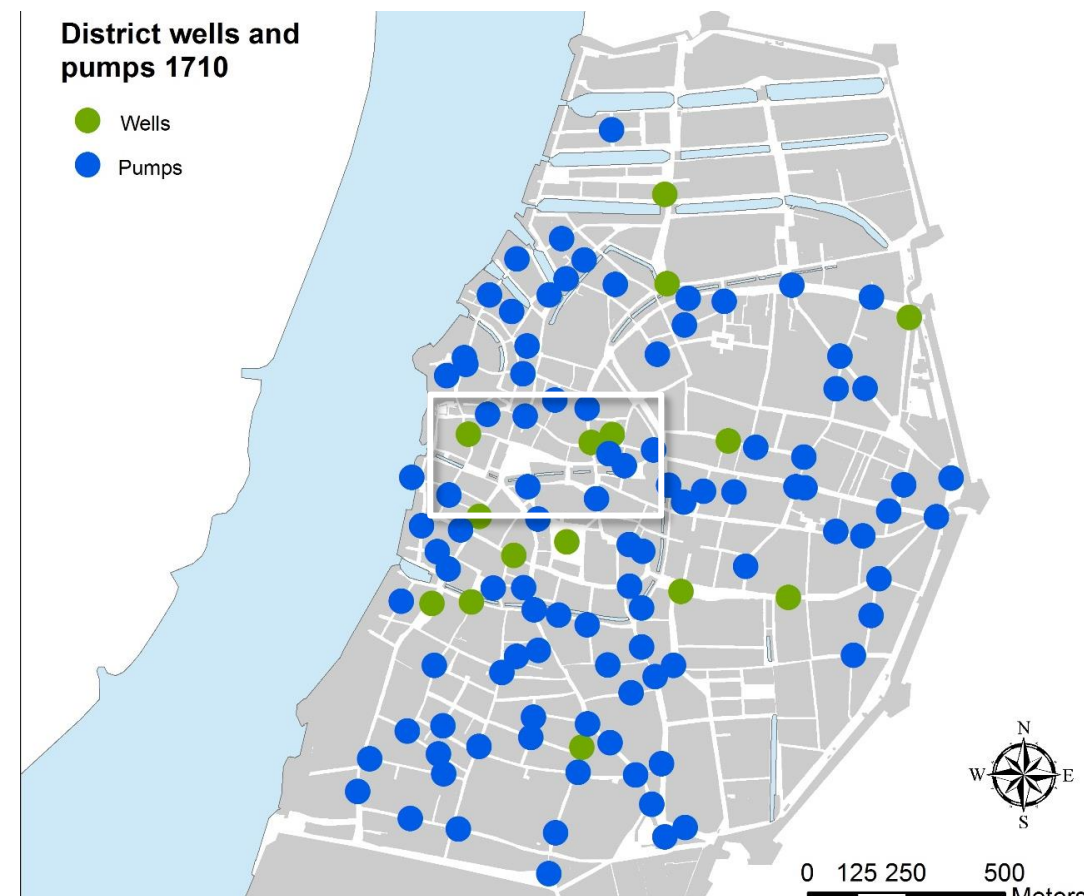 District wells and
pumps 1710
Wells
Pumps
N
W E
S
0 125 250 500
Meters